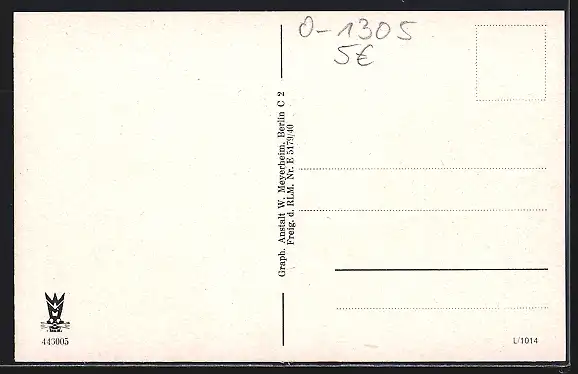 0-1305
5€
Graph. Anstalt W. Meyerheim, Berlin C 2
Freig. d. RLM. Nr. E 5179/40
443005
L/1014